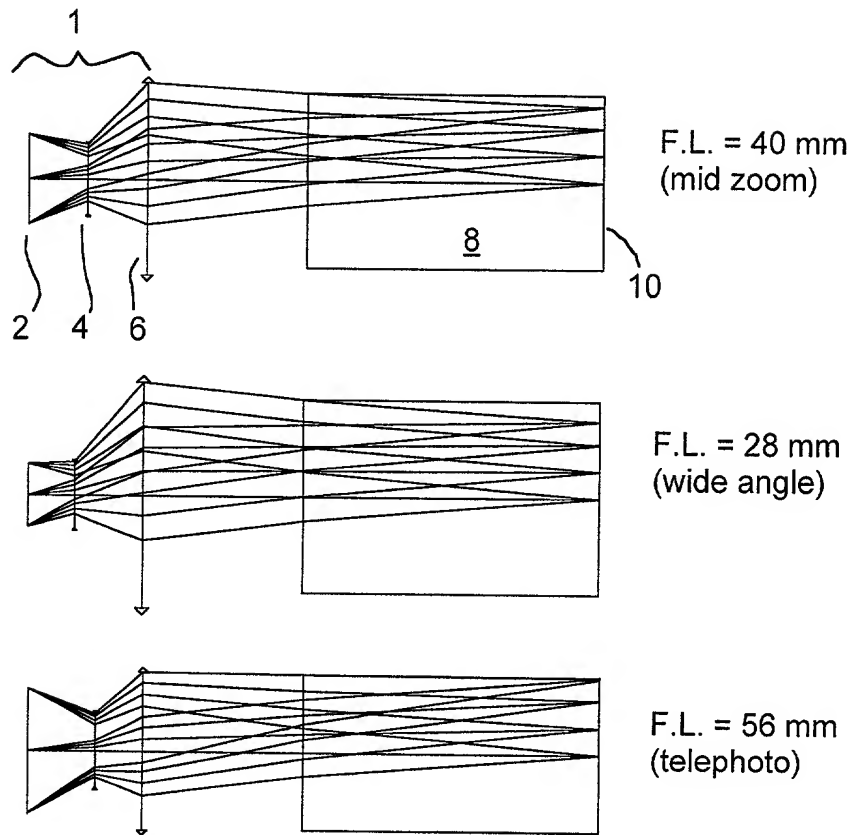 1
F.L. = 40 mm
(mid zoom)
8
10
2
4
6
F.L. = 28 mm
(wide angle)
F.L. = 56 mm
(telephoto)